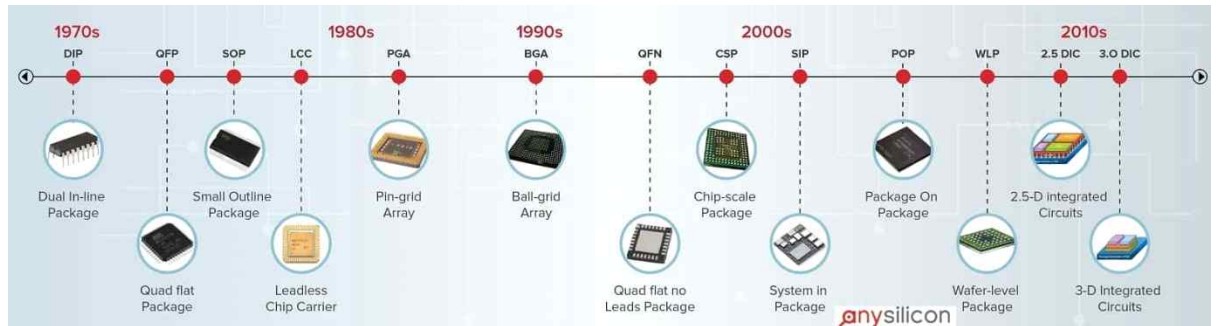 1970s
1980s
1990s
2000s
2010s
DIP
QFP
SOP
LCC
PGA
BGA
QFN
CSP
SIP
POP
WLP
2.5 DIC
3.0 DIC
Dual In-line
Package
Small Outline
Package
Pin-grid
Array
Ball-grid
Array
Chip-scale
Package
Package On
Package
2.5-D integrated
Circuits
Quad flat
Package
Leadless
Chip Carrier
Quad flat no
Leads Package
System in
Package
Wafer-level
Package
3-D Integrated
Circuits
anysilicon